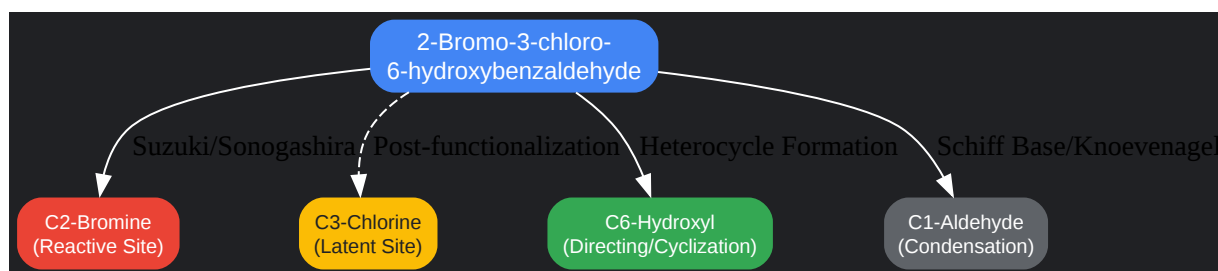 2-Bromo-3-chloro-
6-hydroxybenzaldehyde
Suzuki/Sonogashira
Post-functionalization
Heterocycle Formation
Schiff Base/Knoevenagel
C2-Bromine
(Reactive Site)
C3-Chlorine
(Latent Site)
C6-Hydroxyl
(Directing/Cyclization)
C1-Aldehyde
(Condensation)